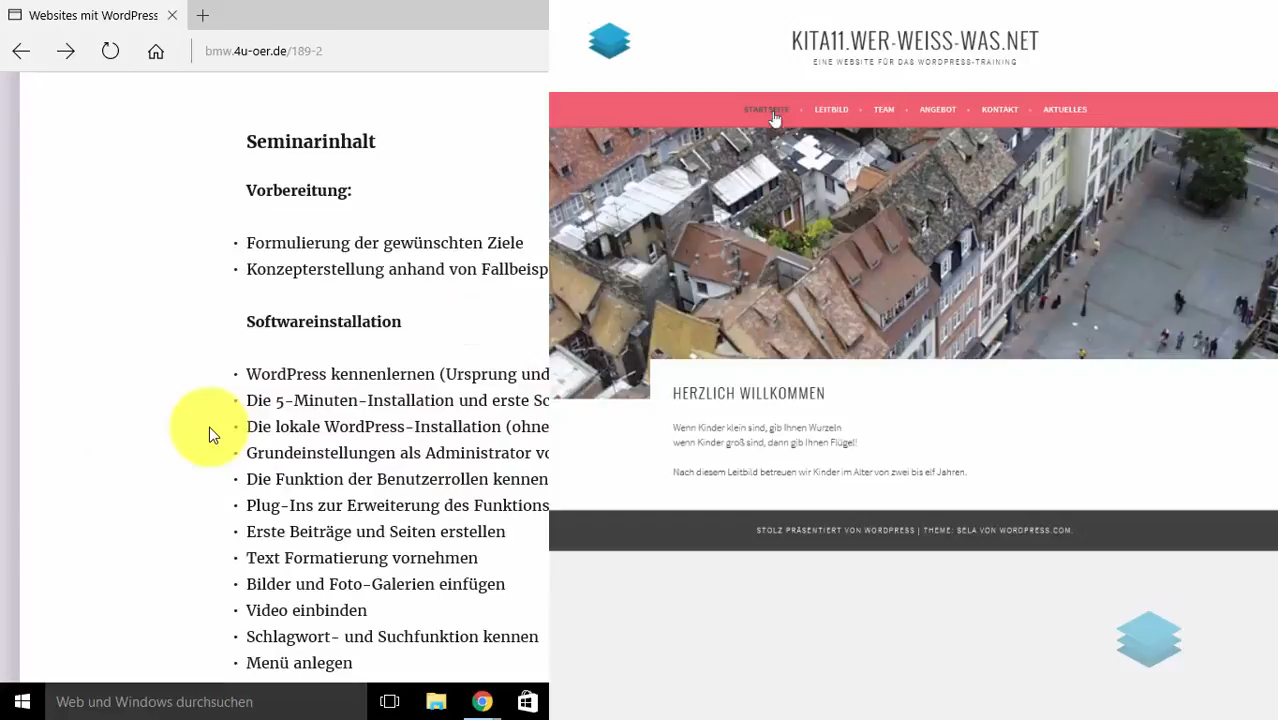 Websites mit WordPress
bmw.4u-oer.de/189-2
Seminarinhalt
Vorbereitung:
• Formulierung der gewünschten Ziele
• Konzepterstellung anhand von Fallbeisp
Softwareinstallation
• WordPress kennenlernen (Ursprung und
• Die 5-Minuten-Installation und erste Sc
• Die lokale WordPress-Installation (ohne
• Grundeinstellungen als Administrator vo
• Die Funktion der Benutzerrollen kennen
• Plug-Ins zur Erweiterung des Funktions
• Erste Beiträge und Seiten erstellen
• Text Formatierung vornehmen
• Bilder und Foto-Galerien einfügen
• Video einbinden
• Schlagwort- und Suchfunktion kennen
• Menü anlegen
Web und Windows durchsuchen
KITA11.WER-WEISS-WAS.NET
EINE WEBSITE FÜR DAS WORDPRESS-TRAINING
STARTSEITE • LEITBILD • TEAM • ANGEBOT • KONTAKT • AKTUELLES
HERZLICH WILLKOMMEN
Wenn Kinder klein sind, gib Ihnen Wurzeln
wenn Kinder groß sind, dann gib Ihnen Flügel!
Nach diesem Leitbild betreuen wir Kinder im Alter von zwei bis elf Jahren.
STOLZ PRÄSENTIERT VON WORDPRESS | THEME: SELA VON WORDPRESS.COM.